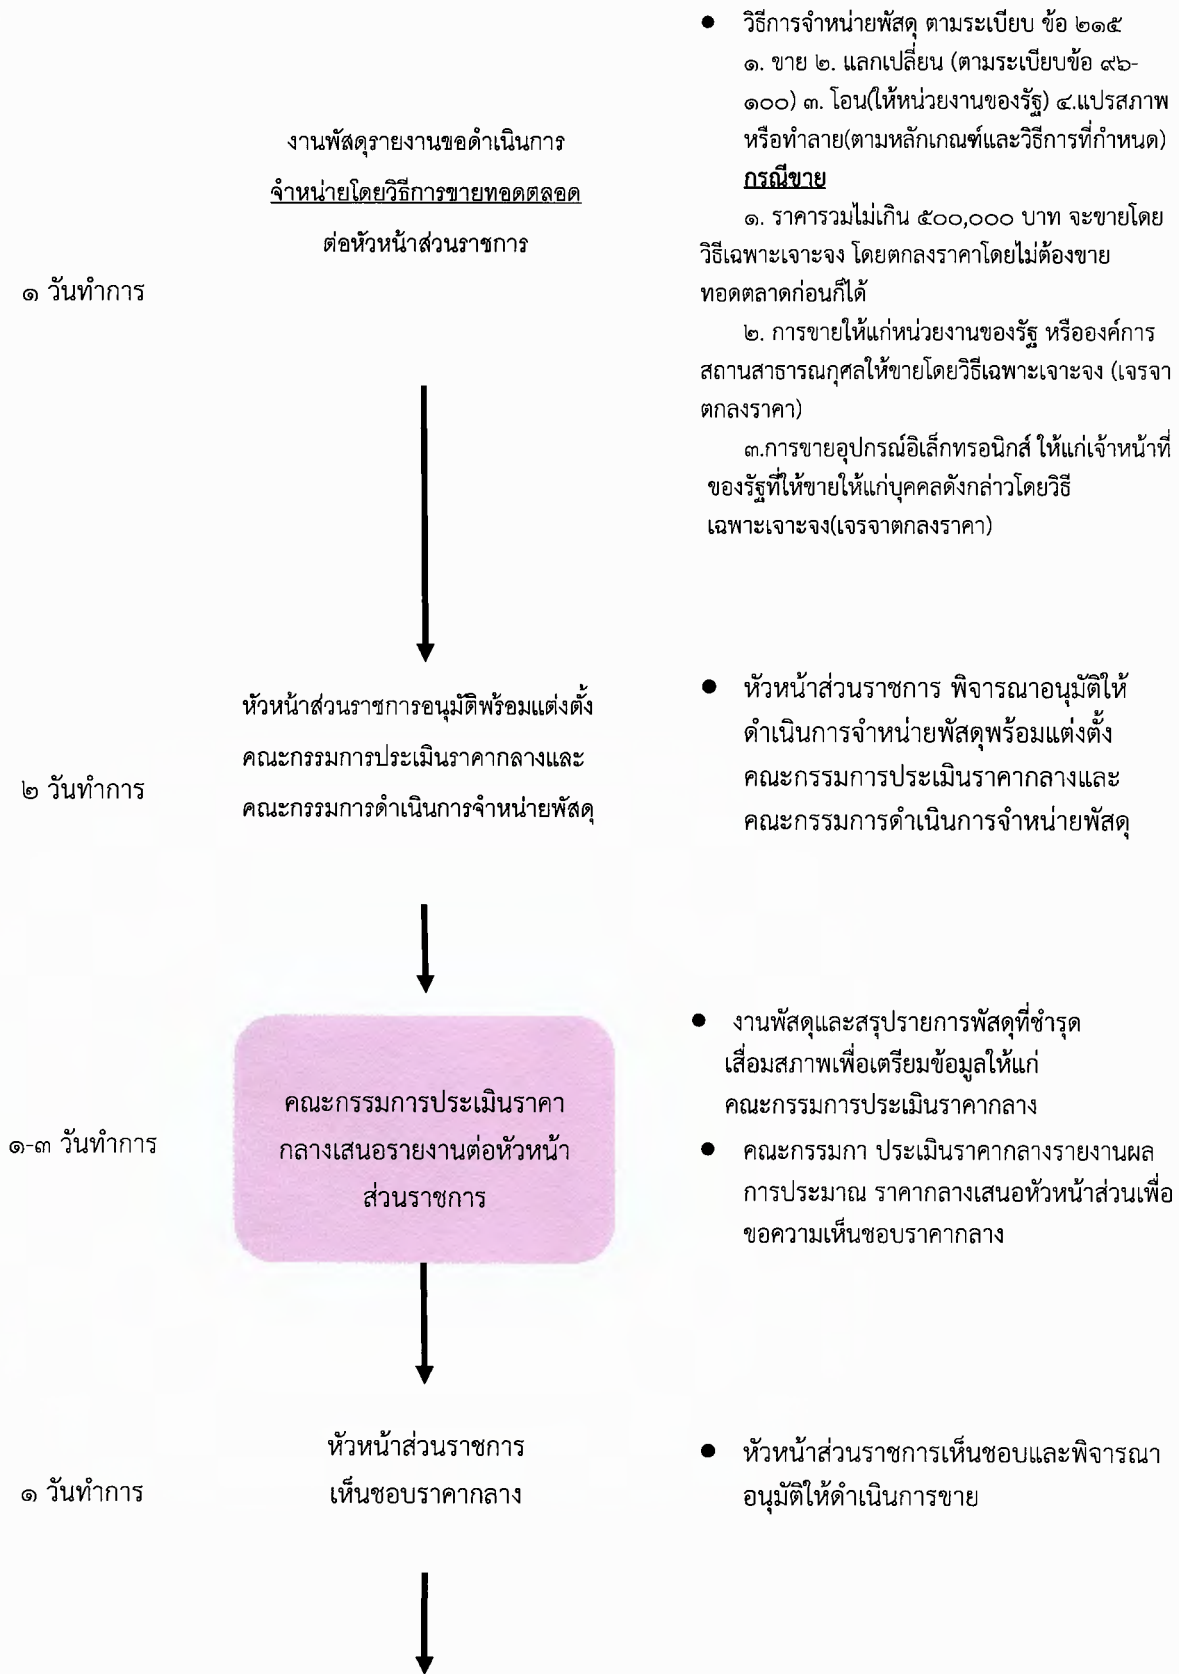 ● วิธีการจำหน่ายพัสดุ ตามระเบียบ ข้อ ๒๑๕
๑. ขาย ๒. แลกเปลี่ยน (ตามระเบียบข้อ ๙๖-
๑๐๐) ๓. โอน(ให้หน่วยงานของรัฐ) ๔.แปรสภาพ
หรือทำลาย(ตามหลักเกณฑ์และวิธีการที่กำหนด)
กรณีขาย
๑. ราคารวมไม่เกิน ๕๐๐,๐๐๐ บาท จะขายโดย
วิธีเฉพาะเจาะจง โดยตกลงราคาโดยไม่ต้องขาย
ทอดตลาดก่อนก็ได้
๒. การขายให้แก่หน่วยงานของรัฐ หรือองค์การ
สถานสาธารณกุศลให้ขายโดยวิธีเฉพาะเจาะจง (เจรจา
ตกลงราคา)
๓.การขายอุปกรณ์อิเล็กทรอนิกส์ ให้แก่เจ้าหน้าที่
ของรัฐที่ให้ขายให้แก่บุคคลดังกล่าวโดยวิธี
เฉพาะเจาะจง(เจรจาตกลงราคา)
งานพัสดุรายงานขอดำเนินการ
จำหน่ายโดยวิธีการขายทอดตลอด
ต่อหัวหน้าส่วนราชการ
๑ วันทำการ
หัวหน้าส่วนราชการอนุมัติพร้อมแต่งตั้ง
คณะกรรมการประเมินราคากลางและ
คณะกรรมการดำเนินการจำหน่ายพัสดุ
๒ วันทำการ
● หัวหน้าส่วนราชการ พิจารณาอนุมัติให้
ดำเนินการจำหน่ายพัสดุพร้อมแต่งตั้ง
คณะกรรมการประเมินราคากลางและ
คณะกรรมการดำเนินการจำหน่ายพัสดุ
คณะกรรมการประเมินราคา
กลางเสนอรายงานต่อหัวหน้า
ส่วนราชการ
๑-๓ วันทำการ
● งานพัสดุและสรุปรายการพัสดุที่ชำรุด
เสื่อมสภาพเพื่อเตรียมข้อมูลให้แก่
คณะกรรมการประเมินราคากลาง
● คณะกรรมกา ประเมินราคากลางรายงานผล
การประมาณ ราคากลางเสนอหัวหน้าส่วนเพื่อ
ขอความเห็นชอบราคากลาง
หัวหน้าส่วนราชการ
เห็นชอบราคากลาง
๑ วันทำการ
● หัวหน้าส่วนราชการเห็นชอบและพิจารณา
อนุมัติให้ดำเนินการขาย